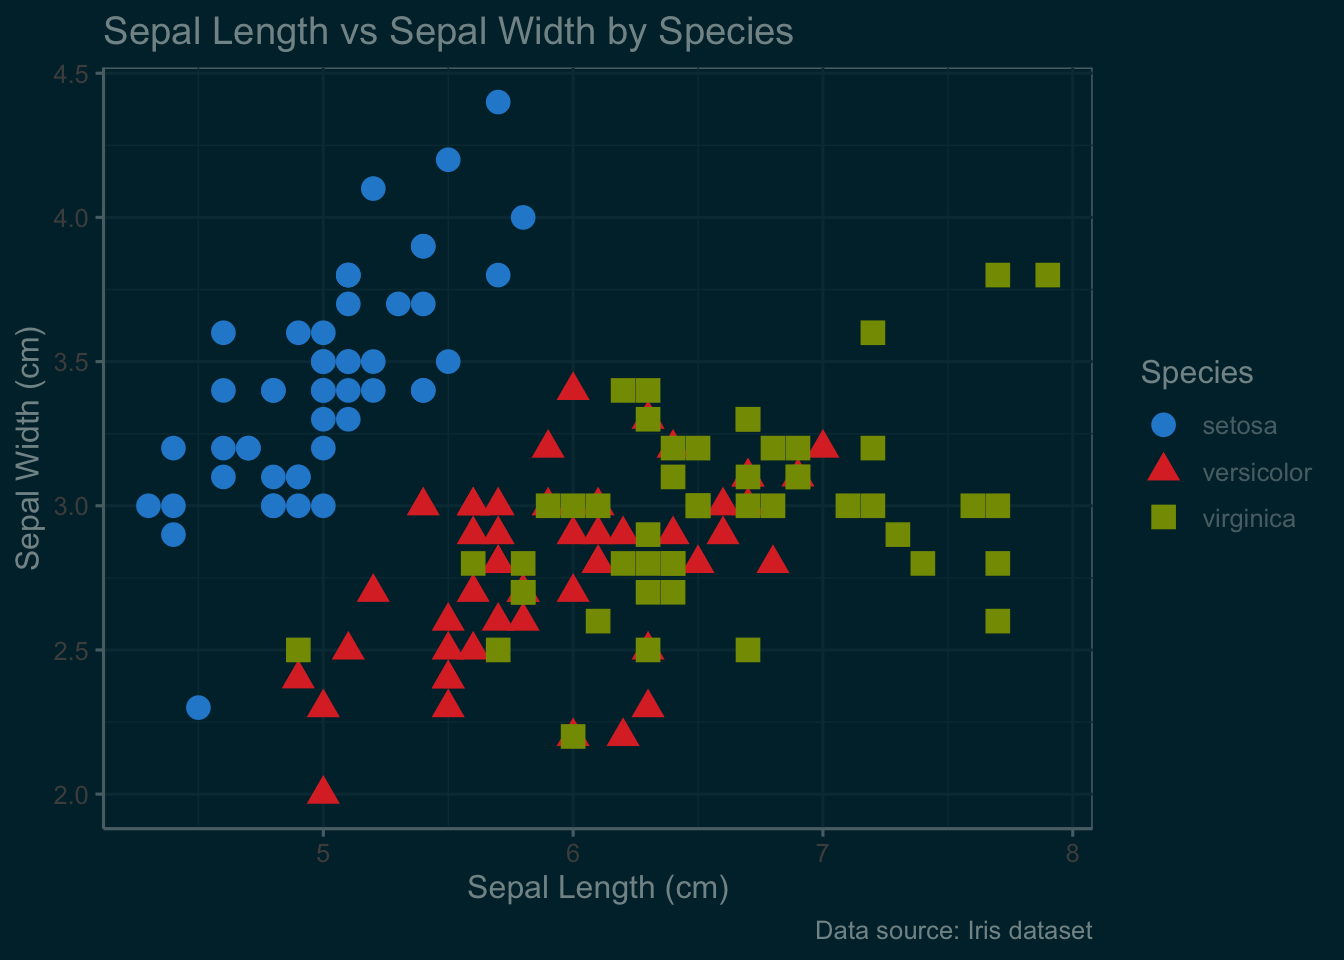 Sepal Length vs Sepal Width by Species
4.5
4.0
3.5
3.0
2.5
2.0
Sepal Width (cm)
5 6 7 8
Sepal Length (cm)
Species
setosa
versicolor
virginica
Data source: Iris dataset